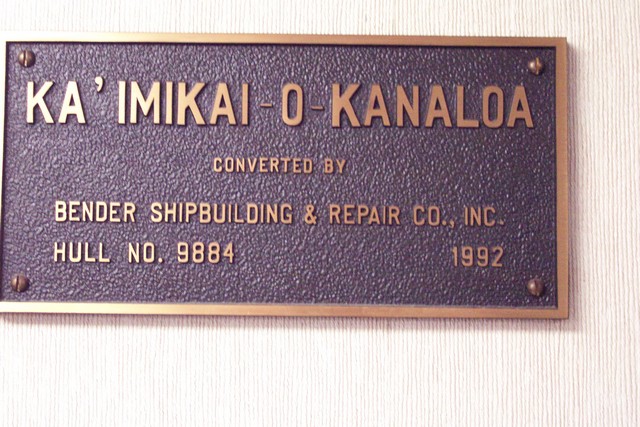 KA'IMIKAI-O-KANALOA
CONVERTED BY
BENDER SHIPBUILDING & REPAIR CO., INC.
HULL NO. 9884 1992